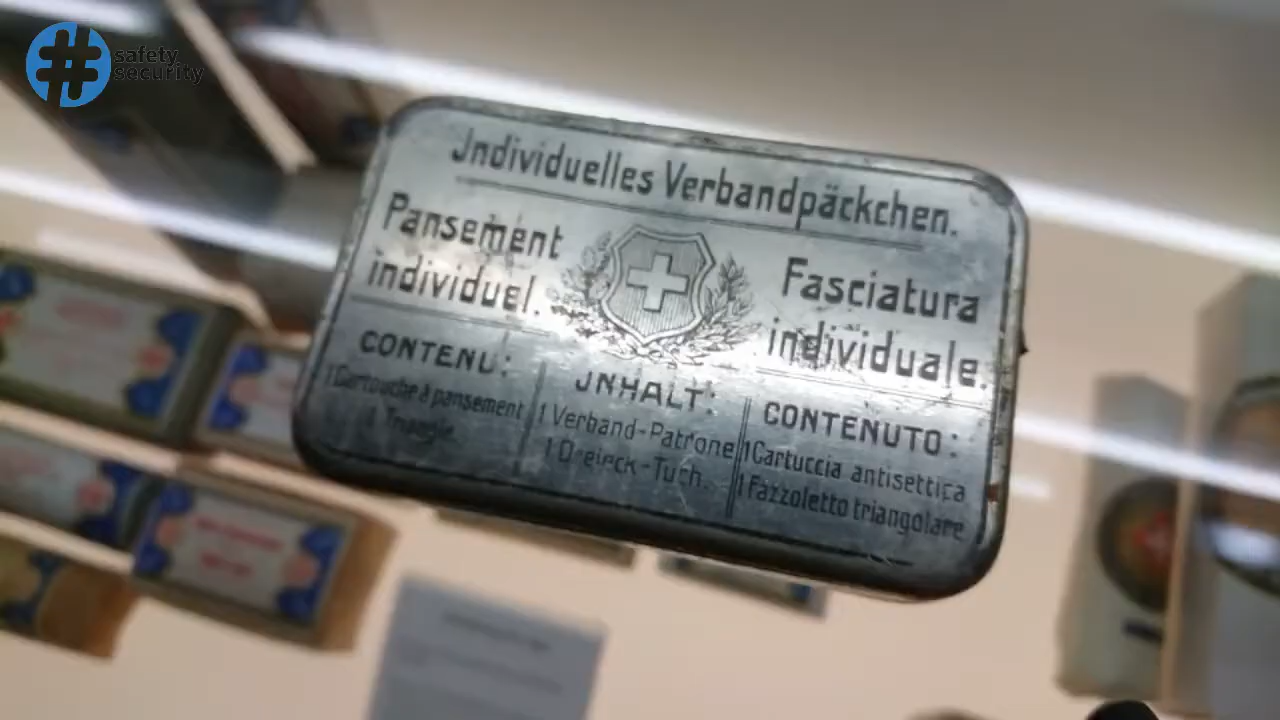 safety
security
Jndividuelles Verbandpäckchen.
Pansement
individuel.
Fasciatura
individuale.
CONTENU:
1 Cartouche à pansement
1 Triangle.
JNHALT:
1 Verband-Patrone
1 Dreieck-Tuch.
CONTENUTO:
1 Cartuccia antisettica
1 Fazzoletto triangolare